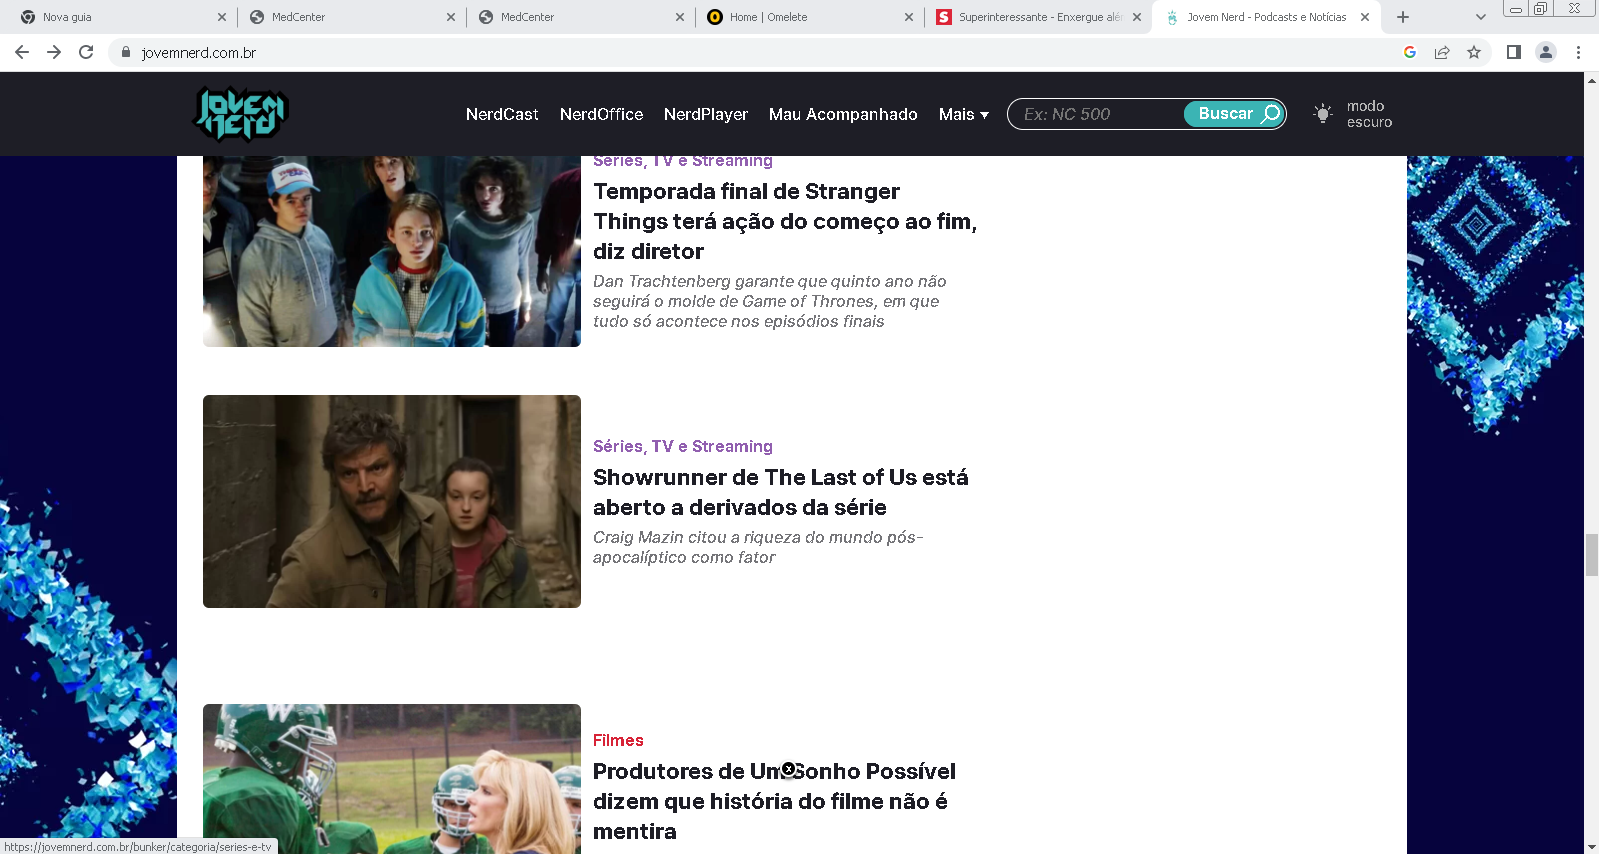 Nova guia
MedCenter
MedCenter
Home | Omelete
Superinteressante - Enxergue alé
Jovem Nerd - Podcasts e Notícias
jovemnerd.com.br
JOVEM
NERD
NerdCast
NerdOffice
NerdPlayer
Mau Acompanhado
Mais
Ex: NC 500
Buscar
modo
escuro
Séries, TV e Streaming
Temporada final de Stranger
Things terá ação do começo ao fim,
diz diretor
Dan Trachtenberg garante que quinto ano não
seguirá o molde de Game of Thrones, em que
tudo só acontece nos episódios finais
Séries, TV e Streaming
Showrunner de The Last of Us está
aberto a derivados da série
Craig Mazin citou a riqueza do mundo pós-
apocalíptico como fator
Filmes
Produtores de Um Sonho Possível
dizem que história do filme não é
mentira
https://jovemnerd.com.br/bunker/categoria/series-e-tv